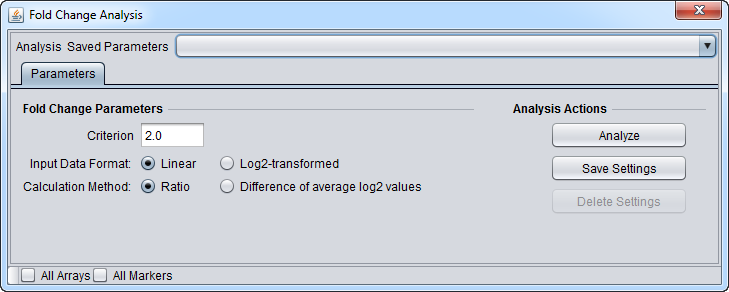 Fold Change Analysis
Analysis Saved Parameters
Parameters
Fold Change Parameters
Criterion 2.0
Input Data Format: Linear Log2-transformed
Calculation Method: Ratio Difference of average log2 values
Analysis Actions
Analyze
Save Settings
Delete Settings
All Arrays All Markers